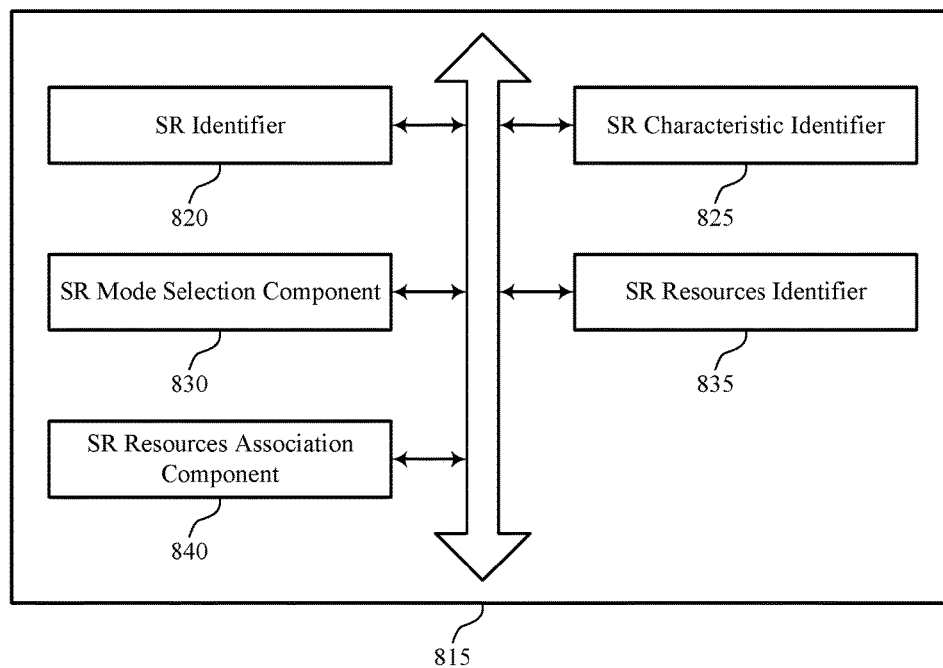 SR Identifier
820
SR Characteristic Identifier
825
SR Mode Selection Component
830
SR Resources Identifier
835
SR Resources Association
Component
840
815